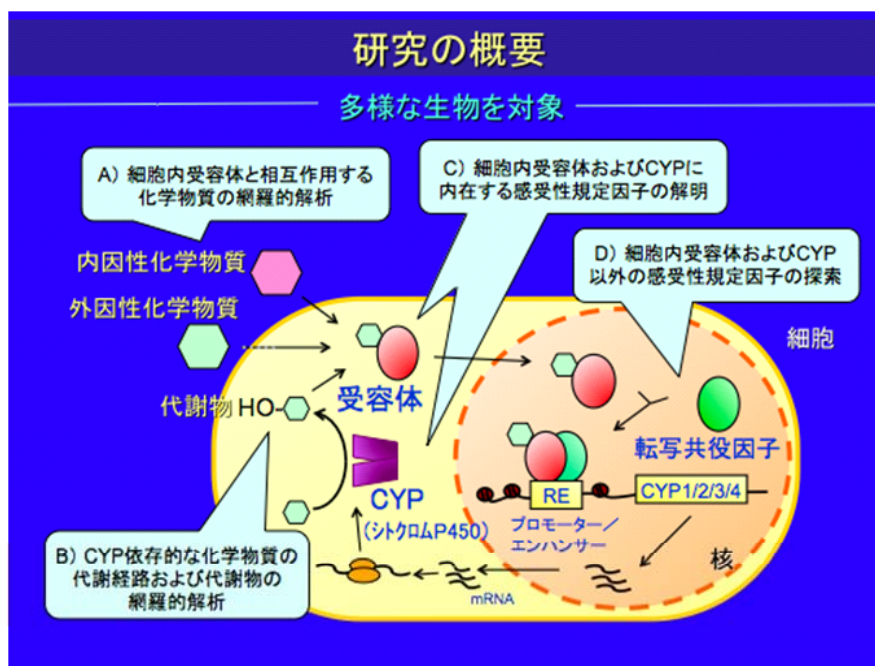 研究の概要
多様な生物を対象
A）細胞内受容体と相互作用する
化学物質の網羅的解析
C）細胞内受容体およびCYPに
内在する感受性規定因子の解明
D）細胞内受容体およびCYP
以外の感受性規定因子の探索
内因性化学物質
外因性化学物質
細胞
代謝物 HO-
受容体
転写共役因子
CYP
（シトクロムP450）
RE
CYP1/2/3/4
プロモーター／
エンハンサー
核
mRNA
B）CYP依存的な化学物質の
代謝経路および代謝物の
網羅的解析